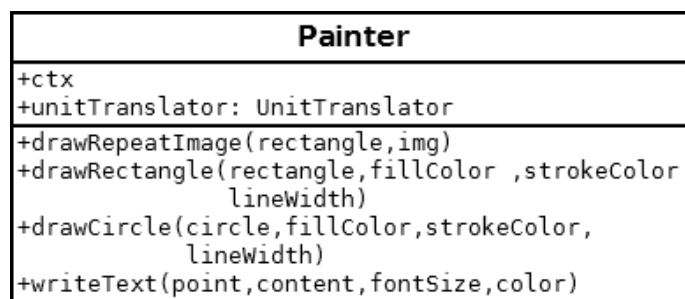 Painter
+ctx
+unitTranslator: UnitTranslator
+drawRepeatImage(rectangle,img)
+drawRectangle(rectangle,fillColor ,strokeColor
lineWidth)
+drawCircle(circle,fillColor,strokeColor,
lineWidth)
+writeText(point,content,fontSize,color)